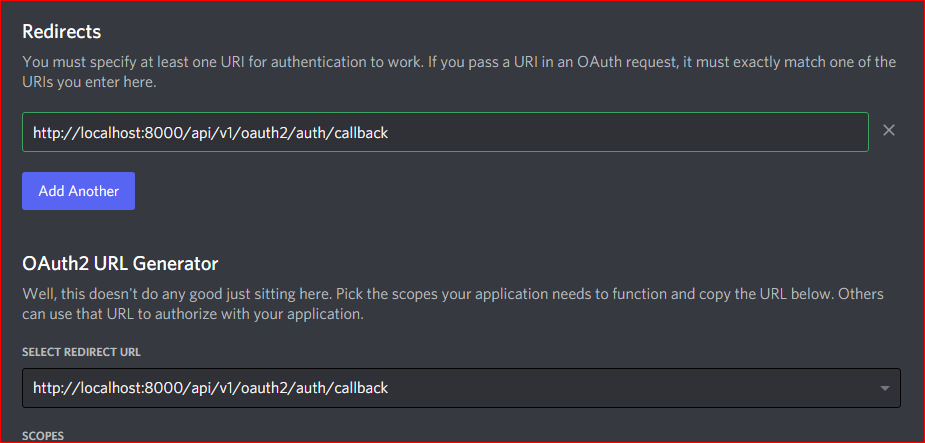 Redirects
You must specify at least one URI for authentication to work. If you pass a URI in an OAuth request, it must exactly match one of the
URIs you enter here.
http://localhost:8000/api/v1/oauth2/auth/callback
Add Another
OAuth2 URL Generator
Well, this doesn't do any good just sitting here. Pick the scopes your application needs to function and copy the URL below. Others
can use that URL to authorize with your application.
SELECT REDIRECT URL
http://localhost:8000/api/v1/oauth2/auth/callback
SCOPES